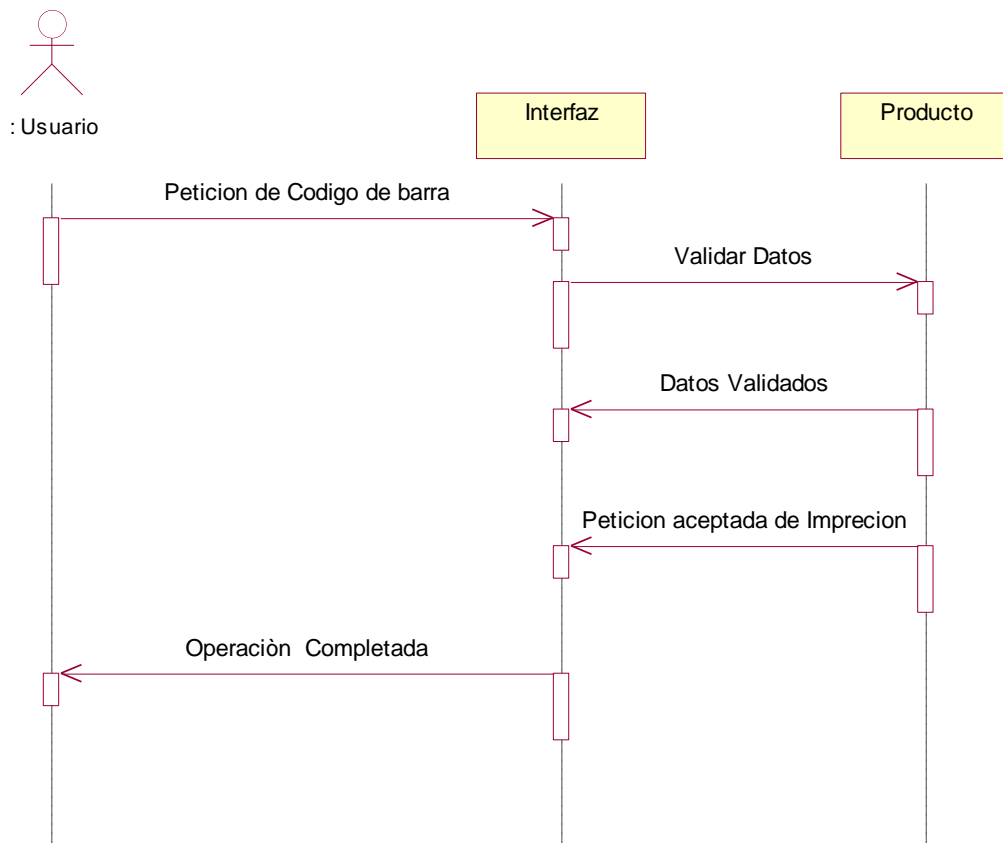 : Usuario
Interfaz
Producto
Peticion de Codigo de barra
Validar Datos
Datos Validados
Peticion aceptada de Imprecion
Operaciòn  Completada